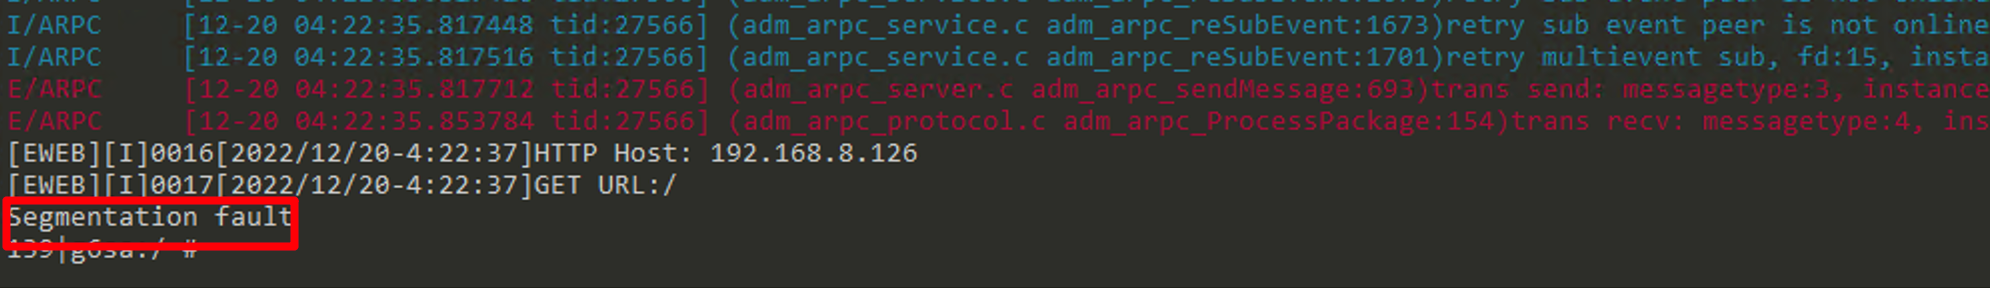 I/ARPC [12-20 04:22:35.817448 tid:27566] (adm_arpc_service.c adm_arpc_reSubEvent:1673)retry sub event peer is not online
I/ARPC [12-20 04:22:35.817516 tid:27566] (adm_arpc_service.c adm_arpc_reSubEvent:1701)retry multievent sub, fd:15, insta
E/ARPC [12-20 04:22:35.817712 tid:27566] (adm_arpc_server.c adm_arpc_sendMessage:693)trans send: messagetype:3, instance
E/ARPC [12-20 04:22:35.853784 tid:27566] (adm_arpc_protocol.c adm_arpc_ProcessPackage:154)trans recv: messagetype:4, ins
[EWEB][I]0016[2022/12/20-4:22:37]HTTP Host: 192.168.8.126
[EWEB][I]0017[2022/12/20-4:22:37]GET URL:/
Segmentation fault
139|g6sa:/ #